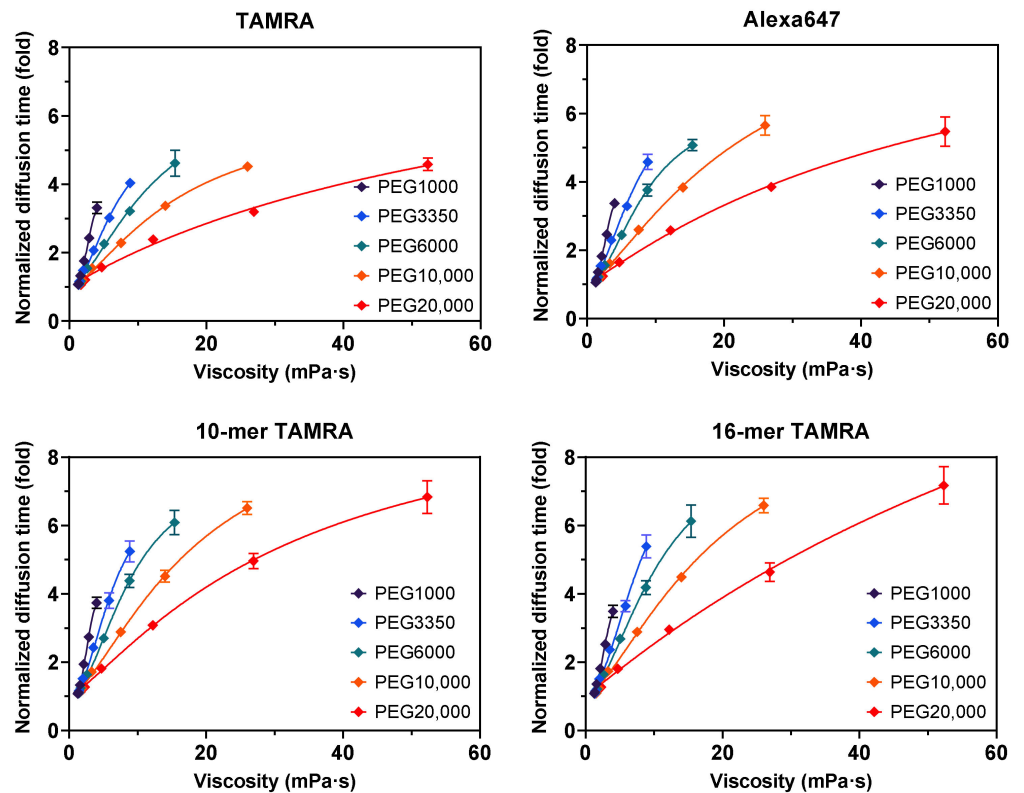 TAMRA
Normalized diffusion time (fold)
8
6
4
2
0
PEG1000
PEG3350
PEG6000
PEG10,000
PEG20,000
0 20 40 60
Viscosity (mPa·s)
Alexa647
Normalized diffusion time (fold)
8
6
4
2
0
PEG1000
PEG3350
PEG6000
PEG10,000
PEG20,000
0 20 40 60
Viscosity (mPa·s)
10-mer TAMRA
Normalized diffusion time (fold)
8
6
4
2
0
PEG1000
PEG3350
PEG6000
PEG10,000
PEG20,000
0 20 40 60
Viscosity (mPa·s)
16-mer TAMRA
Normalized diffusion time (fold)
8
6
4
2
0
PEG1000
PEG3350
PEG6000
PEG10,000
PEG20,000
0 20 40 60
Viscosity (mPa·s)